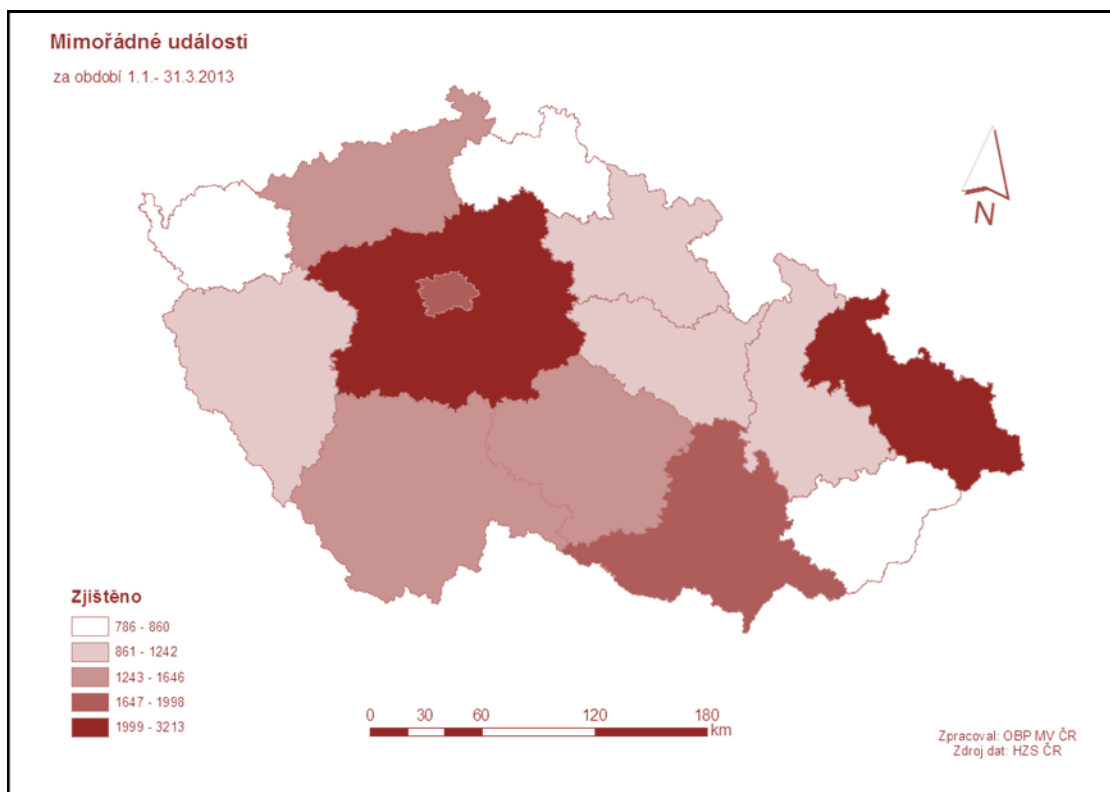 Mimořádné události
za období 1.1.- 31.3.2013
N
Zjištěno
786 - 860
861 - 1242
1243 - 1646
1647 - 1998
1999 - 3213
0 30 60 120 180
km
Zpracoval: OBP MV ČR
Zdroj dat: HZS ČR